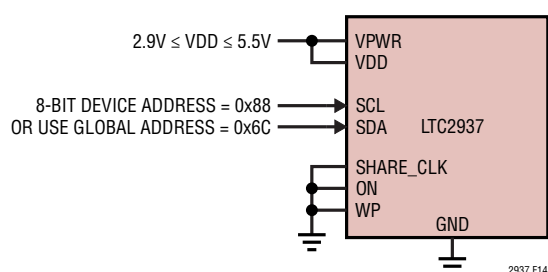 2.9V ≤ VDD ≤ 5.5V
VPWR
VDD
8-BIT DEVICE ADDRESS = 0x88
OR USE GLOBAL ADDRESS = 0x6C
SCL
SDA
LTC2937
SHARE_CLK
ON
WP
GND
2937 F14